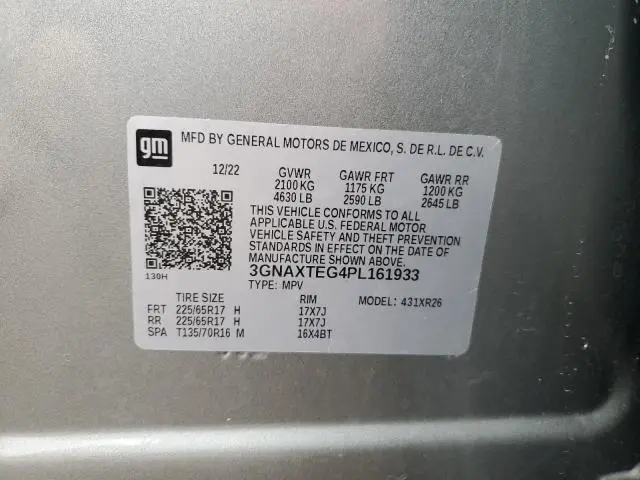 gm
MFD BY GENERAL MOTORS DE MEXICO, S. DE R.L. DE C.V.
12/22 GVWR GAWR FRT GAWR RR
2100 KG 1175 KG 1200 KG
4630 LB 2590 LB 2645 LB
THIS VEHICLE CONFORMS TO ALL
APPLICABLE U.S. FEDERAL MOTOR
VEHICLE SAFETY AND THEFT PREVENTION
STANDARDS IN EFFECT ON THE DATE OF
MANUFACTURE SHOWN ABOVE.
130H 3GNAXTEG4PL161933
TYPE: MPV MODEL: 431XR26
TIRE SIZE RIM
FRT 225/65R17 H 17X7J
RR 225/65R17 H 17X7J
SPA T135/70R16 M 16X4BT